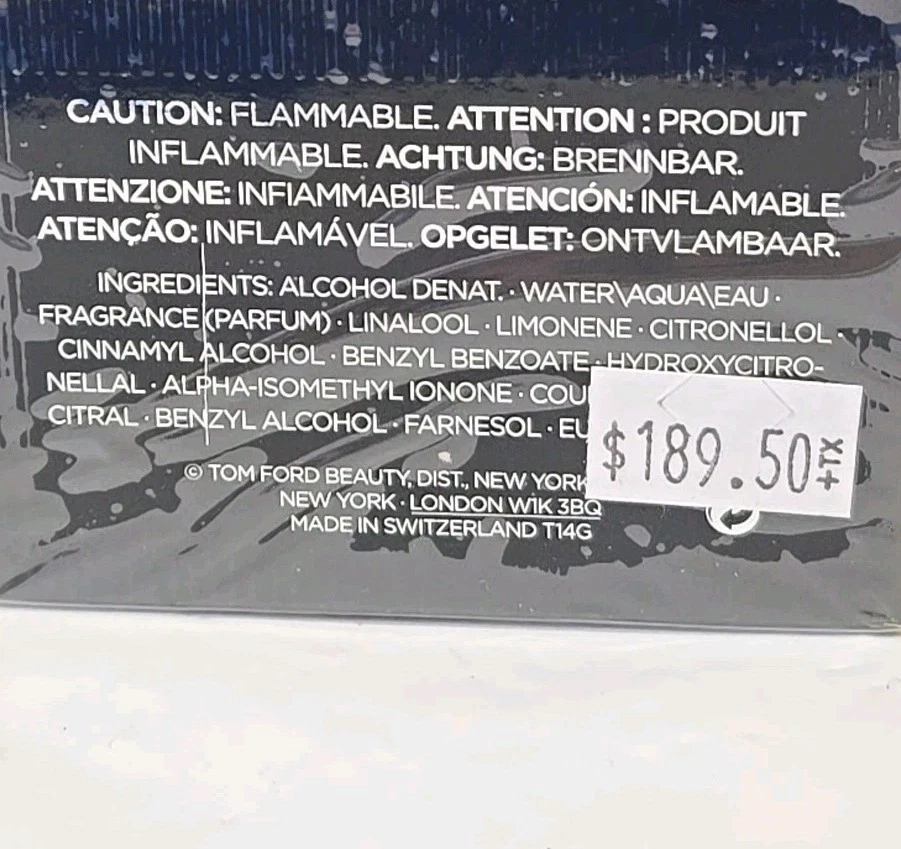 CAUTION: FLAMMABLE. ATTENTION : PRODUIT
INFLAMMABLE. ACHTUNG: BRENNBAR.
ATTENZIONE: INFIAMMABILE. ATENCIÓN: INFLAMABLE.
ATENÇÃO: INFLAMÁVEL. OPGELET: ONTVLAMBAAR.
INGREDIENTS: ALCOHOL DENAT. · WATER\AQUA\EAU ·
FRAGRANCE (PARFUM) · LINALOOL · LIMONENE · CITRONELLOL ·
CINNAMYL ALCOHOL · BENZYL BENZOATE · HYDROXYCITRO-
NELLAL · ALPHA-ISOMETHYL IONONE ·
CITRAL · BENZYL ALCOHOL · FARNESOL ·
$189.50+TX
© TOM FORD BEAUTY, DIST., NEW YORK
NEW YORK · LONDON W1K 3BQ
MADE IN SWITZERLAND T14G